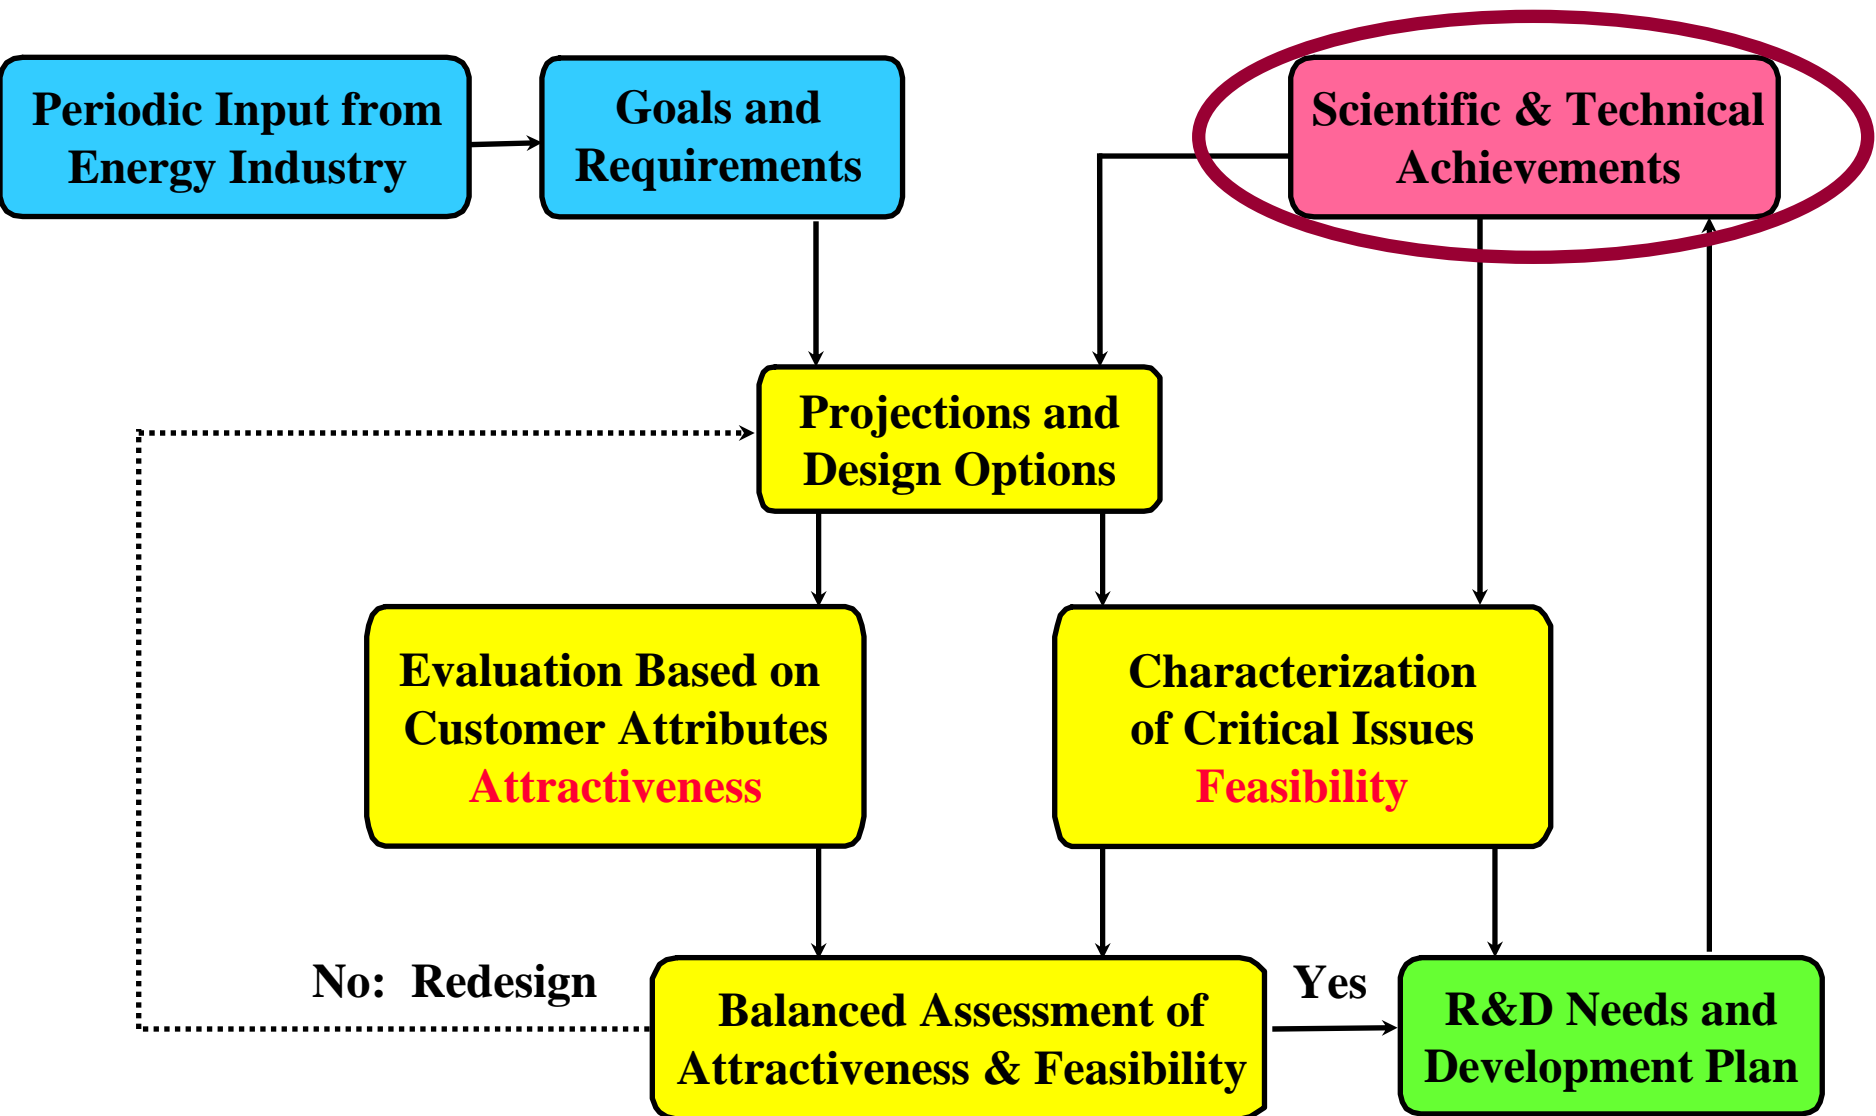 Periodic Input from
Energy Industry
Goals and
Requirements
Scientific & Technical
Achievements
Projections and
Design Options
Evaluation Based on
Customer Attributes
Attractiveness
Characterization
of Critical Issues
Feasibility
No: Redesign
Balanced Assessment of
Attractiveness & Feasibility
Yes
R&D Needs and
Development Plan